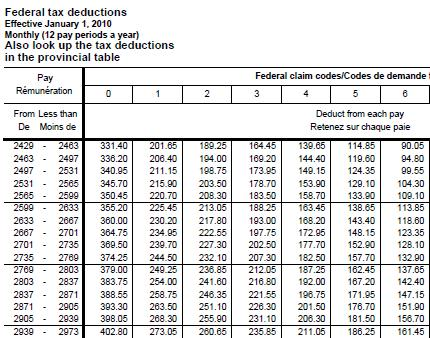 Federal tax deductions
Effective January 1, 2010
Monthly (12 pay periods a year)
Also look up the tax deductions
in the provincial table
Pay
Rémunération
Federal claim codes/Codes de demande f
0 1 2 3 4 5 6
From Less than
De Moins de
Deduct from each pay
Retenez sur chaque paie
2429 - 2463 331.40 201.65 189.25 164.45 139.65 114.85 90.05
2463 - 2497 336.20 206.40 194.00 169.20 144.40 119.60 94.80
2497 - 2531 340.95 211.15 198.75 173.95 149.15 124.35 99.55
2531 - 2565 345.70 215.90 203.50 178.70 153.90 129.10 104.30
2565 - 2599 350.45 220.70 208.30 183.50 158.70 133.90 109.10
2599 - 2633 355.20 225.45 213.05 188.25 163.45 138.65 113.85
2633 - 2667 360.00 230.20 217.80 193.00 168.20 143.40 118.60
2667 - 2701 364.75 234.95 222.55 197.75 172.95 148.15 123.35
2701 - 2735 369.50 239.70 227.30 202.50 177.70 152.90 128.10
2735 - 2769 374.25 244.50 232.10 207.30 182.50 157.70 132.90
2769 - 2803 379.00 249.25 236.85 212.05 187.25 162.45 137.65
2803 - 2837 383.75 254.00 241.60 216.80 192.00 167.20 142.40
2837 - 2871 388.55 258.75 246.35 221.55 196.75 171.95 147.15
2871 - 2905 393.30 263.50 251.10 226.30 201.50 176.70 151.90
2905 - 2939 398.05 268.30 255.90 231.10 206.30 181.50 156.70
2939 - 2973 402.80 273.05 260.65 235.85 211.05 186.25 161.45